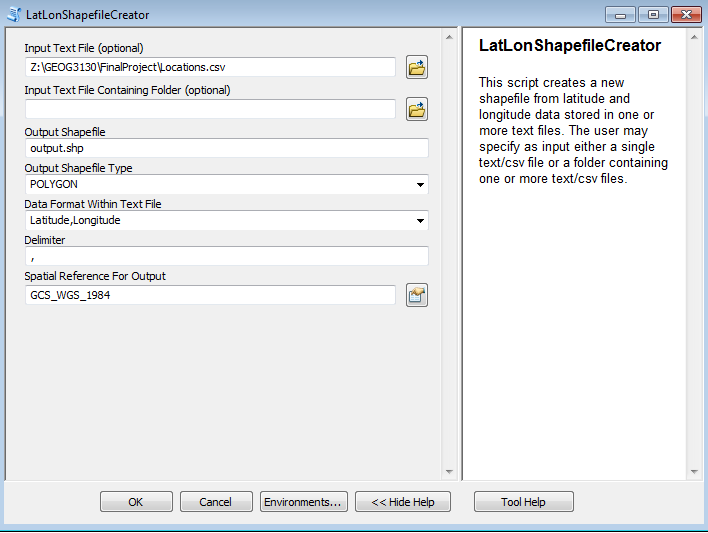 LatLonShapefileCreator
Input Text File (optional)
Z:\GEOG3130\FinalProject\Locations.csv
Input Text File Containing Folder (optional)
Output Shapefile
output.shp
Output Shapefile Type
POLYGON
Data Format Within Text File
Latitude,Longitude
Delimiter
,
Spatial Reference For Output
GCS_WGS_1984
OK
Cancel
Environments...
<< Hide Help
LatLonShapefileCreator
This script creates a new
shapefile from latitude and
longitude data stored in one or
more text files. The user may
specify as input either a single
text/csv file or a folder containing
one or more text/csv files.
Tool Help